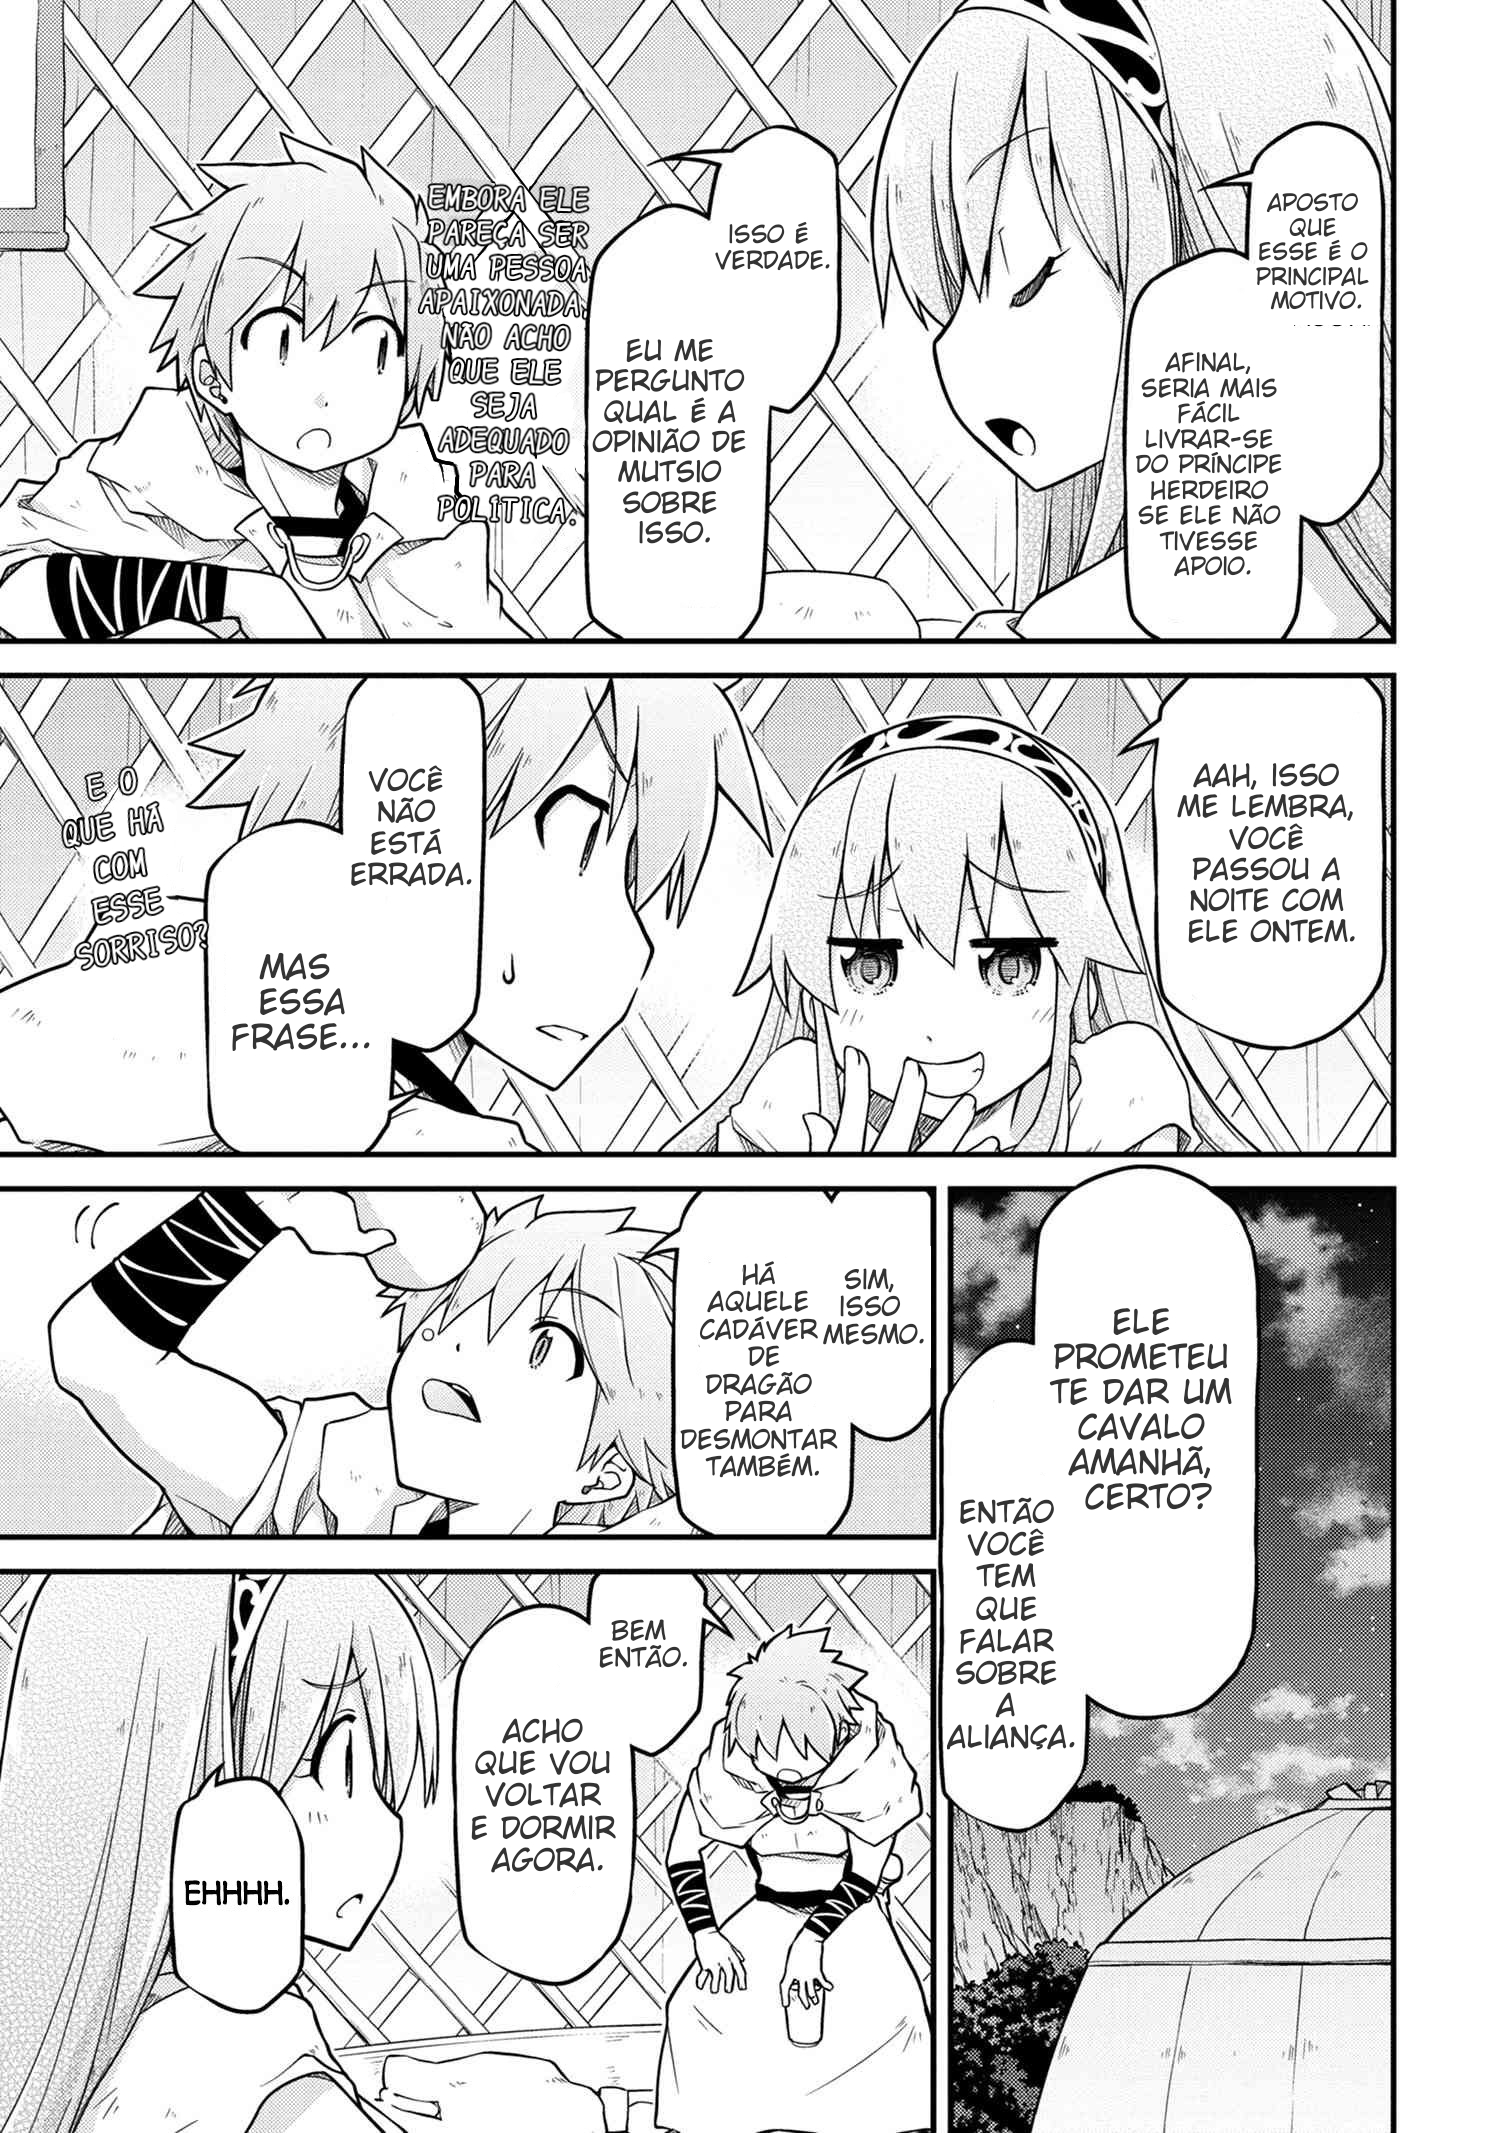 APOSTO
QUE
ESSE É O
PRINCIPAL
MOTIVO.
AFINAL,
SERIA MAIS
FÁCIL
LIVRAR-SE
DO PRÍNCIPE
HERDEIRO
SE ELE NÃO
TIVESSE
APOIO.
ISSO É
VERDADE.
EU ME
PERGUNTO
QUAL É A
OPINIÃO DE
MUTSIO
SOBRE
ISSO.
EMBORA ELE
PAREÇA SER
UMA PESSOA
APAIXONADA,
NÃO ACHO
QUE ELE
SEJA
ADEQUADO
PARA
POLÍTICA.
AAH, ISSO
ME LEMBRA,
VOCÊ
PASSOU A
NOITE COM
ELE ONTEM.
VOCÊ
NÃO
ESTÁ
ERRADA.
MAS
ESSA
FRASE...
E O
QUE HÁ
COM
ESSE
SORRISO?
ELE
PROMETEU
TE DAR UM
CAVALO
AMANHÃ,
CERTO?
ENTÃO
VOCÊ
TEM
QUE
FALAR
SOBRE
A
ALIANÇA.
SIM,
ISSO
MESMO.
HÁ
AQUELE
CADÁVER
DE
DRAGÃO
PARA
DESMONTAR
TAMBÉM.
BEM
ENTÃO.
ACHO
QUE VOU
VOLTAR
E DORMIR
AGORA.
EHHHH.